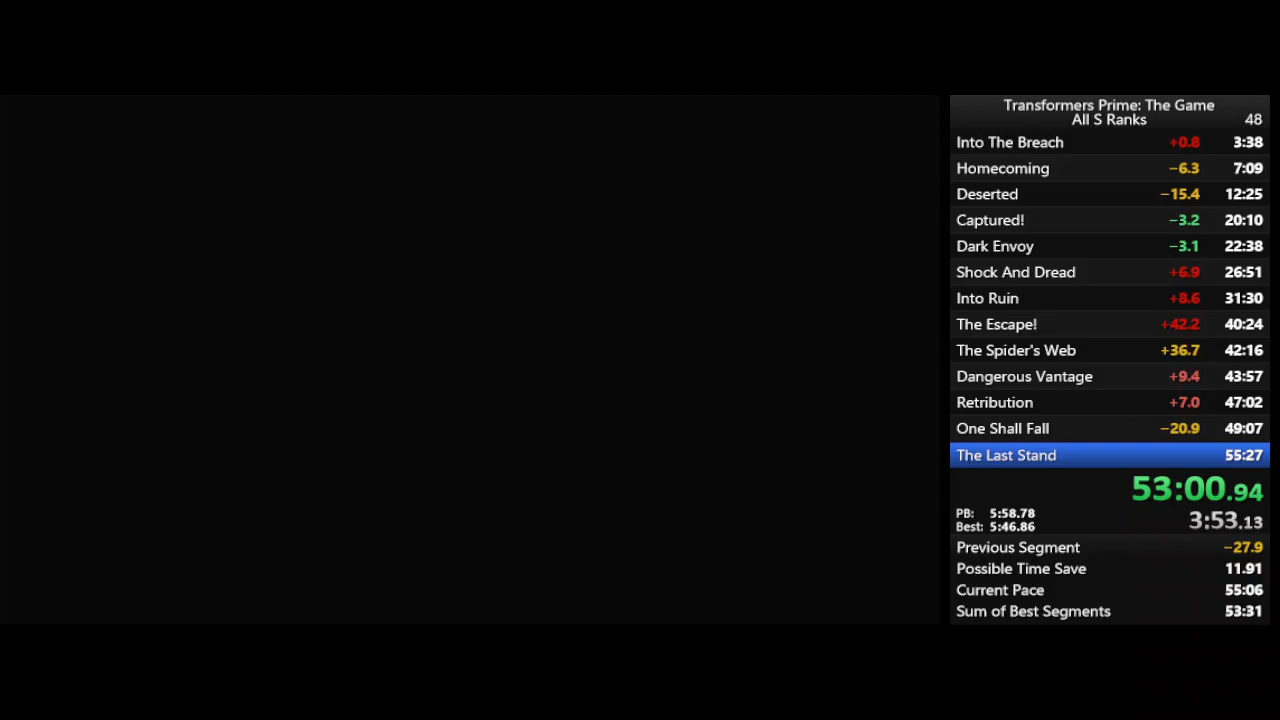 Transformers Prime: The Game
All S Ranks 48
Into The Breach +0.8 3:38
Homecoming −6.3 7:09
Deserted −15.4 12:25
Captured! −3.2 20:10
Dark Envoy −3.1 22:38
Shock And Dread +6.9 26:51
Into Ruin +8.6 31:30
The Escape! +42.2 40:24
The Spider's Web +36.7 42:16
Dangerous Vantage +9.4 43:57
Retribution +7.0 47:02
One Shall Fall −20.9 49:07
The Last Stand 55:27
53:00.94
PB: 5:58.78
Best: 5:46.86
3:53.13
Previous Segment −27.9
Possible Time Save 11.91
Current Pace 55:06
Sum of Best Segments 53:31